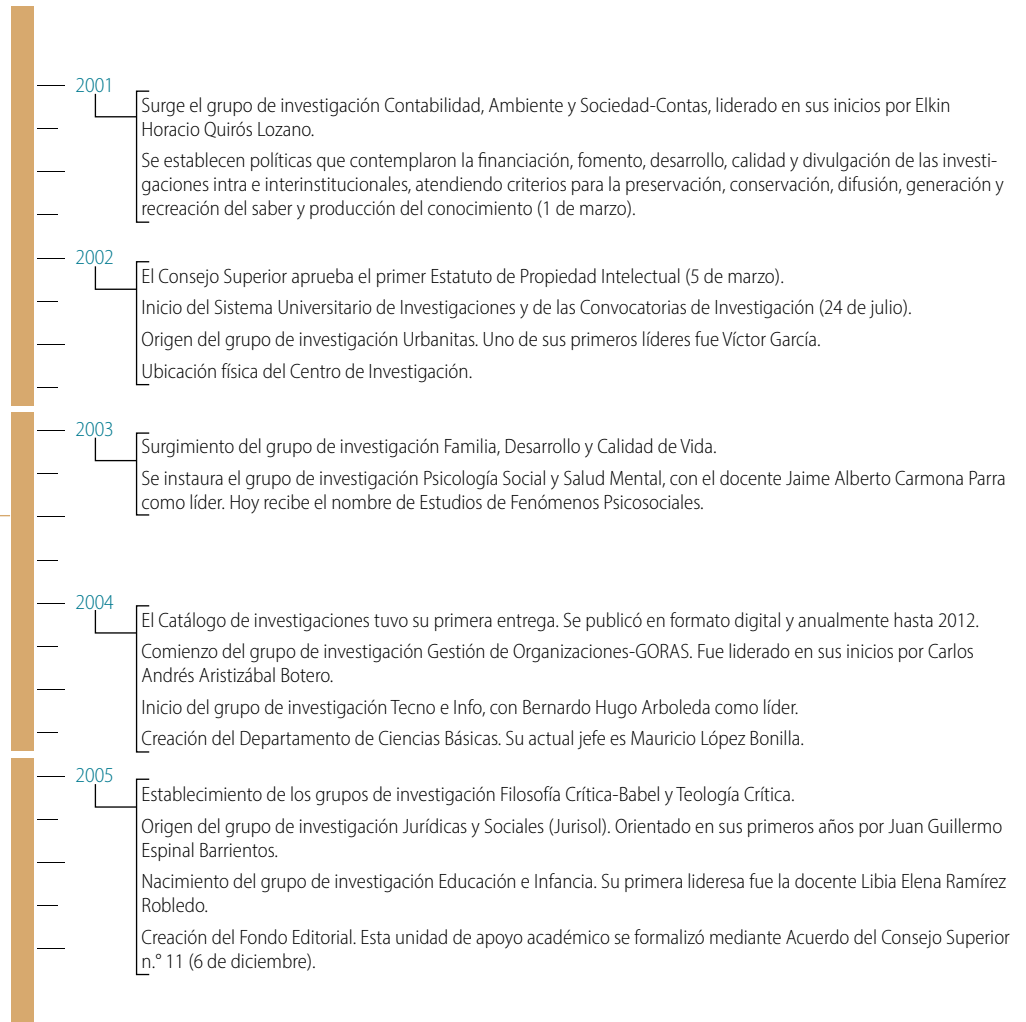 2001
Surge el grupo de investigación Contabilidad, Ambiente y Sociedad-Contas, liderado en sus inicios por Elkin
Horacio Quirós Lozano.
Se establecen políticas que contemplaron la financiación, fomento, desarrollo, calidad y divulgación de las investi-
gaciones intra e interinstitucionales, atendiendo criterios para la preservación, conservación, difusión, generación y
recreación del saber y producción del conocimiento (1 de marzo).
2002
El Consejo Superior aprueba el primer Estatuto de Propiedad Intelectual (5 de marzo).
Inicio del Sistema Universitario de Investigaciones y de las Convocatorias de Investigación (24 de julio).
Origen del grupo de investigación Urbanitas. Uno de sus primeros líderes fue Víctor García.
Ubicación física del Centro de Investigación.
2003
Surgimiento del grupo de investigación Familia, Desarrollo y Calidad de Vida.
Se instaura el grupo de investigación Psicología Social y Salud Mental, con el docente Jaime Alberto Carmona Parra
como líder. Hoy recibe el nombre de Estudios de Fenómenos Psicosociales.
2004
El Catálogo de investigaciones tuvo su primera entrega. Se publicó en formato digital y anualmente hasta 2012.
Comienzo del grupo de investigación Gestión de Organizaciones-GORAS. Fue liderado en sus inicios por Carlos
Andrés Aristizábal Botero.
Inicio del grupo de investigación Tecno e Info, con Bernardo Hugo Arboleda como líder.
Creación del Departamento de Ciencias Básicas. Su actual jefe es Mauricio López Bonilla.
2005
Establecimiento de los grupos de investigación Filosofía Crítica-Babel y Teología Crítica.
Origen del grupo de investigación Jurídicas y Sociales (Jurisol). Orientado en sus primeros años por Juan Guillermo
Espinal Barrientos.
Nacimiento del grupo de investigación Educación e Infancia. Su primera lideresa fue la docente Libia Elena Ramírez
Robledo.
Creación del Fondo Editorial. Esta unidad de apoyo académico se formalizó mediante Acuerdo del Consejo Superior
n.° 11 (6 de diciembre).